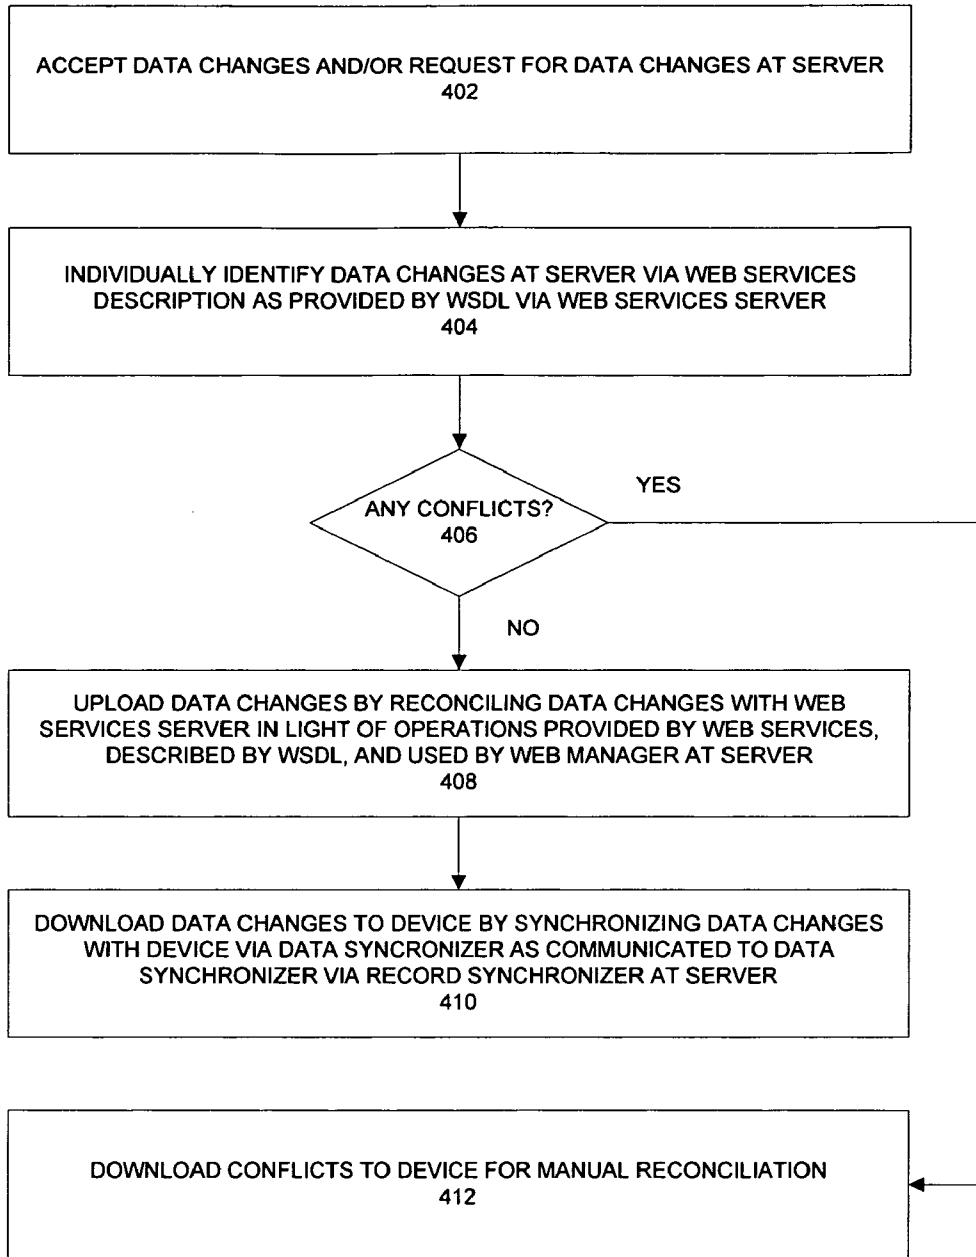 ACCEPT DATA CHANGES AND/OR REQUEST FOR DATA CHANGES AT SERVER
402
INDIVIDUALLY IDENTIFY DATA CHANGES AT SERVER VIA WEB SERVICES
DESCRIPTION AS PROVIDED BY WSDL VIA WEB SERVICES SERVER
404
YES
ANY CONFLICTS?
406
NO
UPLOAD DATA CHANGES BY RECONCILING DATA CHANGES WITH WEB
SERVICES SERVER IN LIGHT OF OPERATIONS PROVIDED BY WEB SERVICES,
DESCRIBED BY WSDL, AND USED BY WEB MANAGER AT SERVER
408
DOWNLOAD DATA CHANGES TO DEVICE BY SYNCHRONIZING DATA CHANGES
WITH DEVICE VIA DATA SYNCRONIZER AS COMMUNICATED TO DATA
SYNCHRONIZER VIA RECORD SYNCHRONIZER AT SERVER
410
DOWNLOAD CONFLICTS TO DEVICE FOR MANUAL RECONCILIATION
412